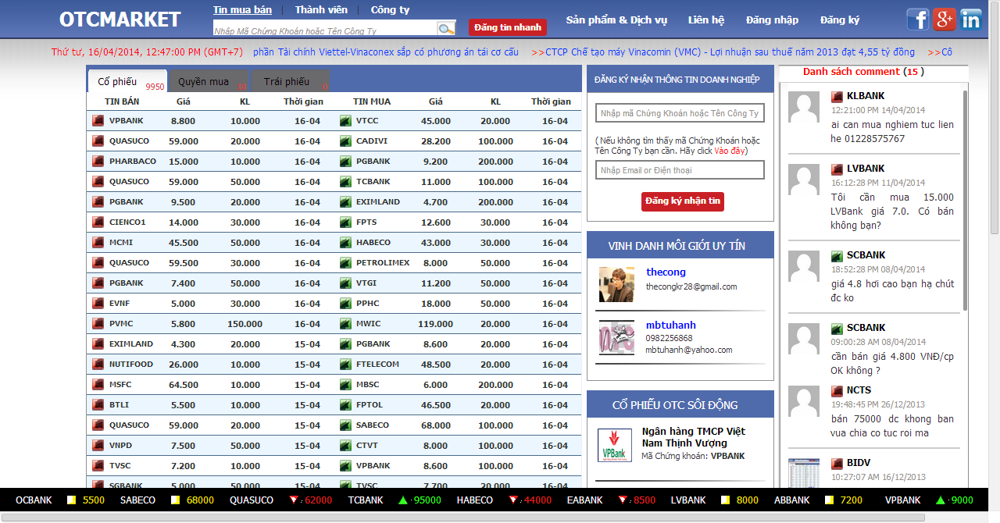 OTCMARKET
Tin mua bán | Thành viên | Công ty
Nhập Mã Chứng Khoán hoặc Tên Công Ty
Đăng tin nhanh
Sản phẩm & Dịch vụ Liên hệ Đăng nhập Đăng ký
Thứ tư, 16/04/2014, 12:47:00 PM (GMT+7) phần Tài chính Viettel-Vinaconex sắp có phương án tái cơ cấu >>CTCP Chế tạo máy Vinacomin (VMC) - Lợi nhuận sau thuế năm 2013 đạt 4,55 tỷ đồng >>Cô
Cổ phiếu 9950 Quyền mua 18 Trái phiếu 0
TIN BÁN Giá KL Thời gian TIN MUA Giá KL Thời gian
VPBANK 8.800 10.000 16-04 VTCC 45.000 20.000 16-04
QUASUCO 59.000 20.000 16-04 CADIVI 28.200 100.000 16-04
PHARBACO 15.000 10.000 16-04 PGBANK 9.200 200.000 16-04
QUASUCO 59.000 50.000 16-04 TCBANK 11.000 100.000 16-04
PGBANK 9.500 20.000 16-04 EXIMLAND 4.700 200.000 16-04
CIENCO1 14.000 30.000 16-04 FPTS 12.600 30.000 16-04
MCMI 45.500 50.000 16-04 HABECO 43.000 30.000 16-04
QUASUCO 59.500 30.000 16-04 PETROLIMEX 8.000 50.000 16-04
PGBANK 7.400 50.000 16-04 VTGI 11.200 50.000 16-04
EVNF 5.000 30.000 16-04 PPHC 18.000 50.000 16-04
PVMC 5.800 150.000 16-04 MWIC 119.000 20.000 16-04
EXIMLAND 4.300 20.000 15-04 PGBANK 8.600 20.000 16-04
NUTIFOOD 26.000 10.000 15-04 FTELECOM 48.500 20.000 16-04
MSFC 64.500 10.000 15-04 MBSC 6.000 200.000 16-04
BTLI 5.500 10.000 15-04 FPTOL 46.500 20.000 16-04
QUASUCO 59.000 20.000 15-04 SABECO 68.000 100.000 16-04
VNPD 7.500 50.000 15-04 CTVT 8.000 100.000 16-04
TVSC 7.200 10.000 15-04 VPBANK 8.600 100.000 16-04
SGBANK 5.000 50.000 15-04 TVSC 7.700 20.000 16-04
ĐĂNG KÝ NHẬN THÔNG TIN DOANH NGHIỆP
Nhập mã Chứng Khoán hoặc Tên Công Ty
( Nếu không tìm thấy mã Chứng Khoán hoặc
Tên Công Ty bạn cần. Hãy click Vào đây)
Nhập Email or Điện thoại
Đăng ký nhận tin
VINH DANH MÔI GIỚI UY TÍN
thecong
thecongkr28@gmail.com
mbtuhanh
0982256868
mbtuhanh@yahoo.com
CỔ PHIẾU OTC SÔI ĐỘNG
VPBank
Ngân hàng TMCP Việt
Nam Thịnh Vượng
Mã Chứng khoán: VPBANK
Danh sách comment (15 )
KLBANK
12:21:00 PM 14/04/2014
ai can mua nghiem tuc lien
he 01228575767
LVBANK
16:12:28 PM 11/04/2014
Tôi cần mua 15.000
LVBank giá 7.0. Có bán
không bạn?
SCBANK
18:52:28 PM 08/04/2014
giá 4.8 hơi cao bạn hạ chút
đc ko
SCBANK
09:00:28 AM 08/04/2014
cần bán giá 4.800 VNĐ/cp
OK không ?
NCTS
19:48:45 PM 26/12/2013
bán 75000 dc khong ban
vua chia co tuc roi ma
BIDV
10:27:07 AM 16/12/2013
OCBANK 5500 SABECO 68000 QUASUCO 62000 TCBANK 95000 HABECO 44000 EABANK 8500 LVBANK 8000 ABBANK 7200 VPBANK 9000